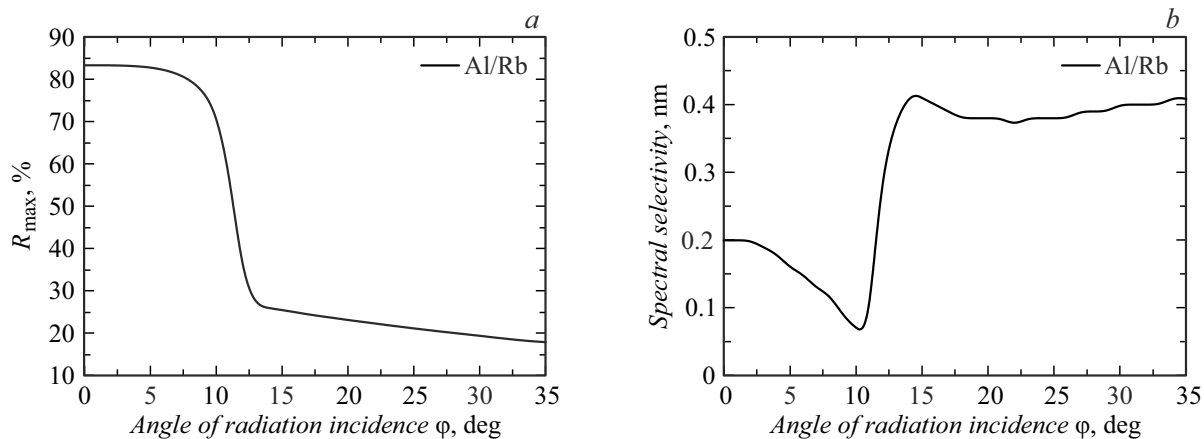 a
90
80
70
60
50
40
30
20
10
R_max, %
Al/Rb
0 5 10 15 20 25 30 35
Angle of radiation incidence φ, deg
b
0.5
0.4
0.3
0.2
0.1
0
Spectral selectivity, nm
Al/Rb
0 5 10 15 20 25 30 35
Angle of radiation incidence φ, deg